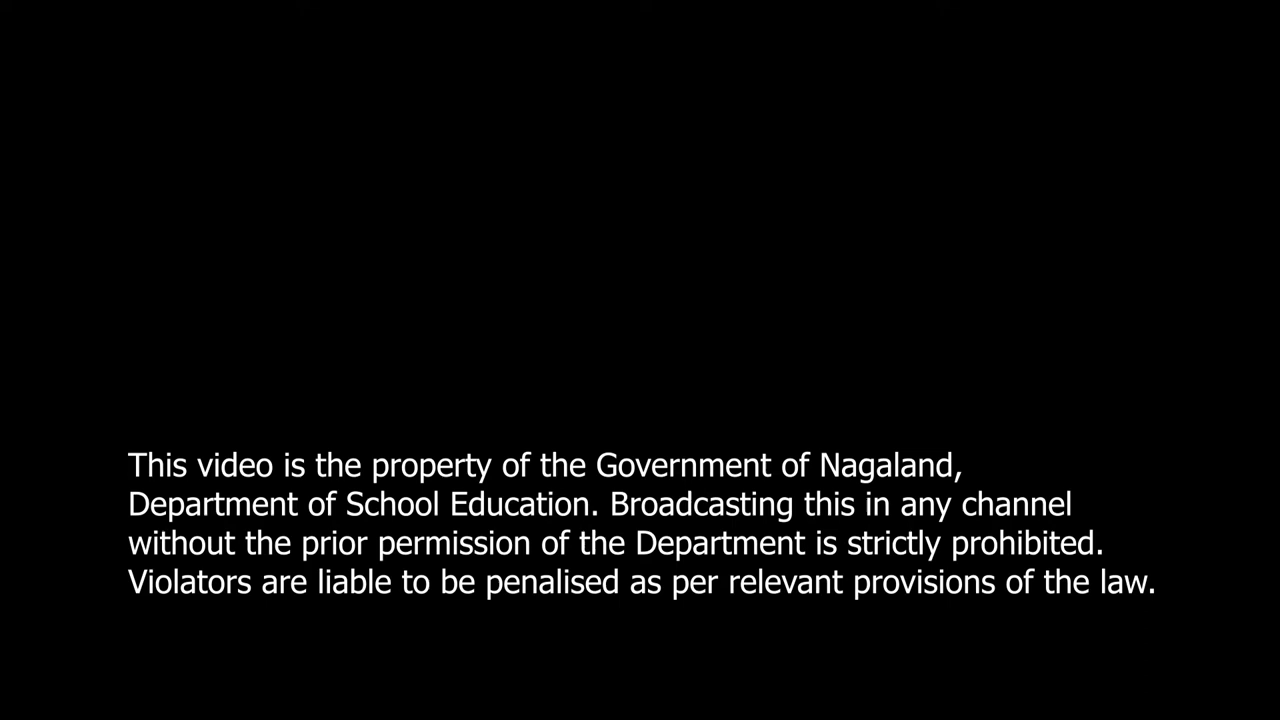 This video is the property of the Government of Nagaland,
Department of School Education. Broadcasting this in any channel
without the prior permission of the Department is strictly prohibited.
Violators are liable to be penalised as per relevant provisions of the law.